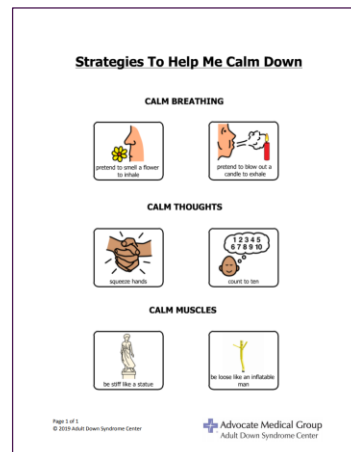 Strategies To Help Me Calm Down
CALM BREATHING
pretend to smell a flower
to inhale
pretend to blow out a
candle to exhale
CALM THOUGHTS
squeeze hands
1 2 3 4 5
6 7 8 9 10
count to ten
CALM MUSCLES
be stiff like a statue
be loose like an inflatable
man
Page 1 of 1
© 2019 Adult Down Syndrome Center
Advocate Medical Group
Adult Down Syndrome Center